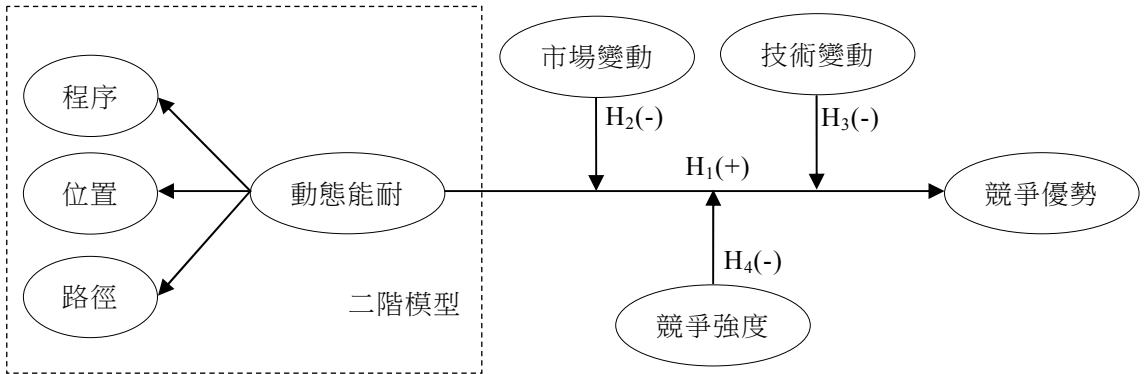 市場變動
技術變動
程序
H₂(-)
H₃(-)
H₁(+)
位置
動態能耐
競爭優勢
H₄(-)
路徑
二階模型
競爭強度